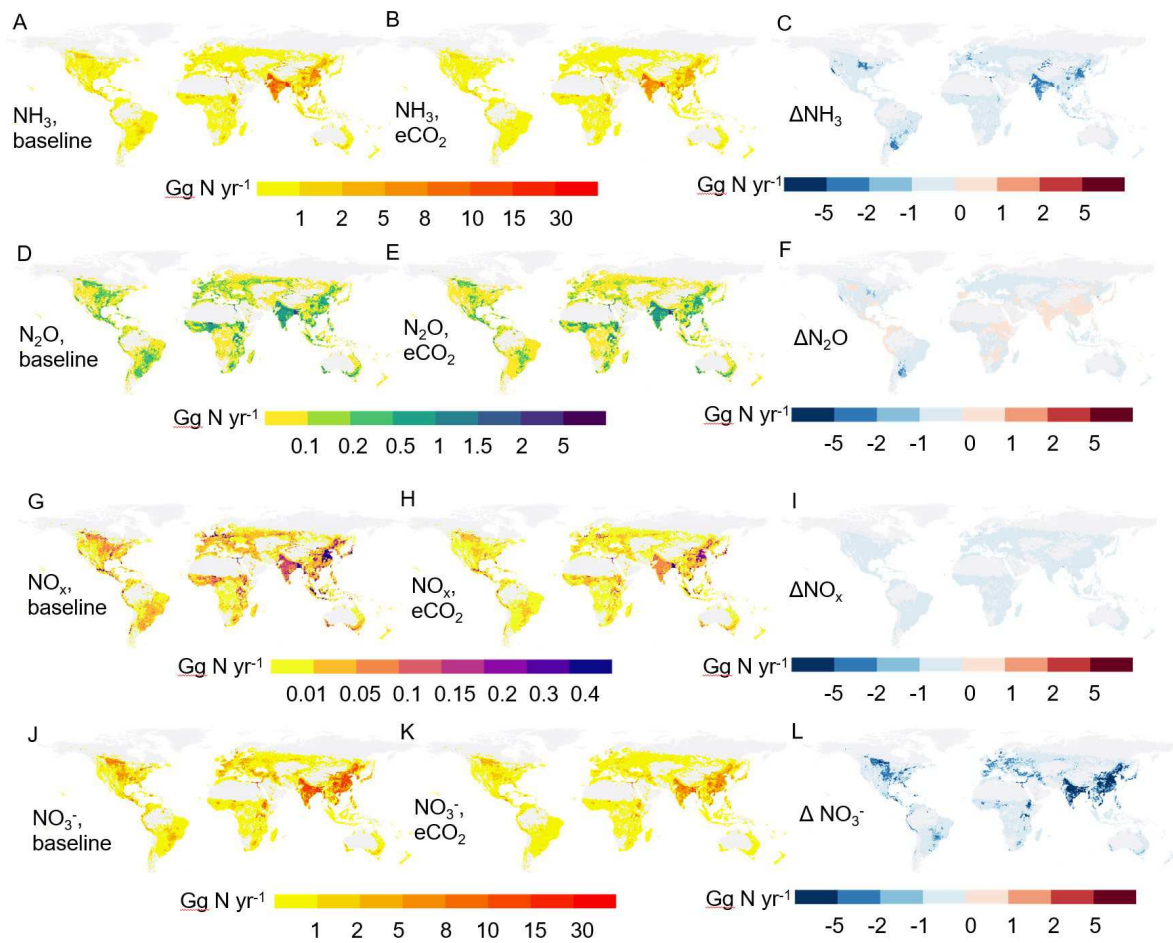 A
B
C
NH₃,
baseline
NH₃,
eCO₂
ΔNH₃
Gg N yr⁻¹
1 2 5 8 10 15 30
Gg N yr⁻¹
-5 -2 -1 0 1 2 5
D
E
F
N₂O,
baseline
N₂O,
eCO₂
ΔN₂O
Gg N yr⁻¹
0.1 0.2 0.5 1 1.5 2 5
Gg N yr⁻¹
-5 -2 -1 0 1 2 5
G
H
I
NOₓ,
baseline
NOₓ,
eCO₂
ΔNOₓ
Gg N yr⁻¹
0.01 0.05 0.1 0.15 0.2 0.3 0.4
Gg N yr⁻¹
-5 -2 -1 0 1 2 5
J
K
L
NO₃⁻,
baseline
NO₃⁻,
eCO₂
Δ NO₃⁻
Gg N yr⁻¹
1 2 5 8 10 15 30
Gg N yr⁻¹
-5 -2 -1 0 1 2 5